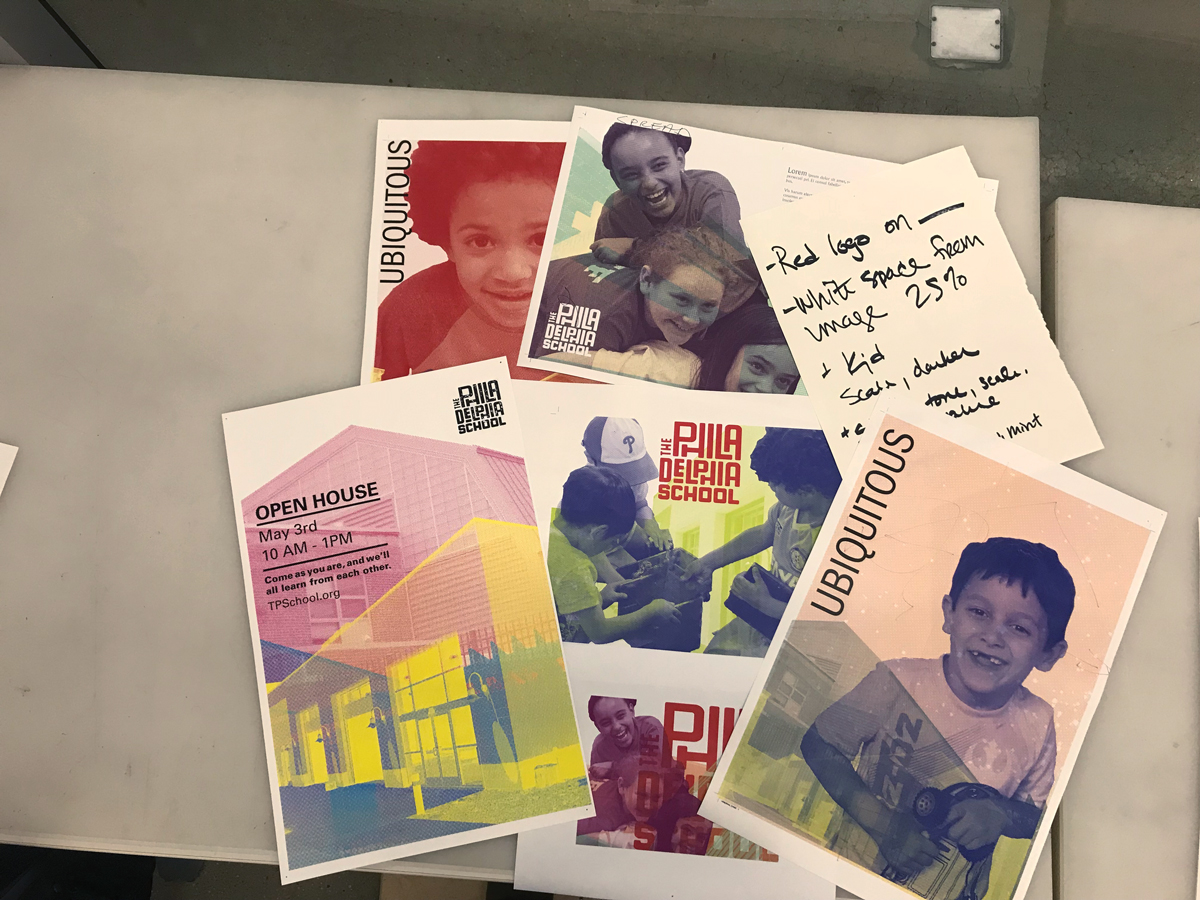 UBIQUITOUS
SPREAD
THE
PHILA
DELPHIA
SCHOOL
Lorem
-Red logo on —
-White space from
image 25%
+ Kid
Scale, darker
tone, scale,
, mint
THE
PHILA
DELPHIA
SCHOOL
OPEN HOUSE
May 3rd
10 AM - 1PM
Come as you are, and we'll
all learn from each other.
TPSchool.org
THE
PHILA
DELPHIA
SCHOOL
P
UBIQUITOUS
THE
PHIL